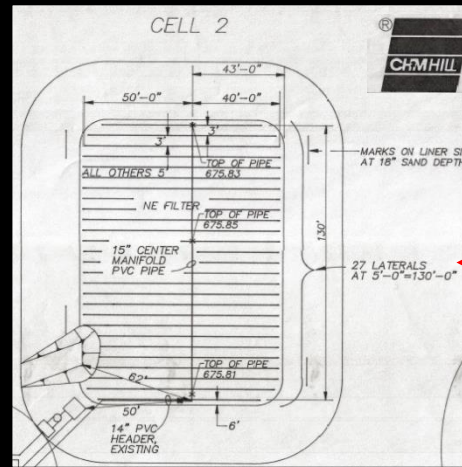 CELL 2
®
CH2MHILL
43'-0"
50'-0"
40'-0"
3'
3'
TOP OF PIPE
675.83
MARKS ON LINER
AT 18" SAND DEPTH
ALL OTHERS 5'
NE FILTER
TOP OF PIPE
675.85
130'
15" CENTER
MANIFOLD
PVC PIPE
27 LATERALS
AT 5'-0"=130'-0"
TOP OF PIPE
675.81
62'
50'
6'
14" PVC
HEADER,
EXISTING